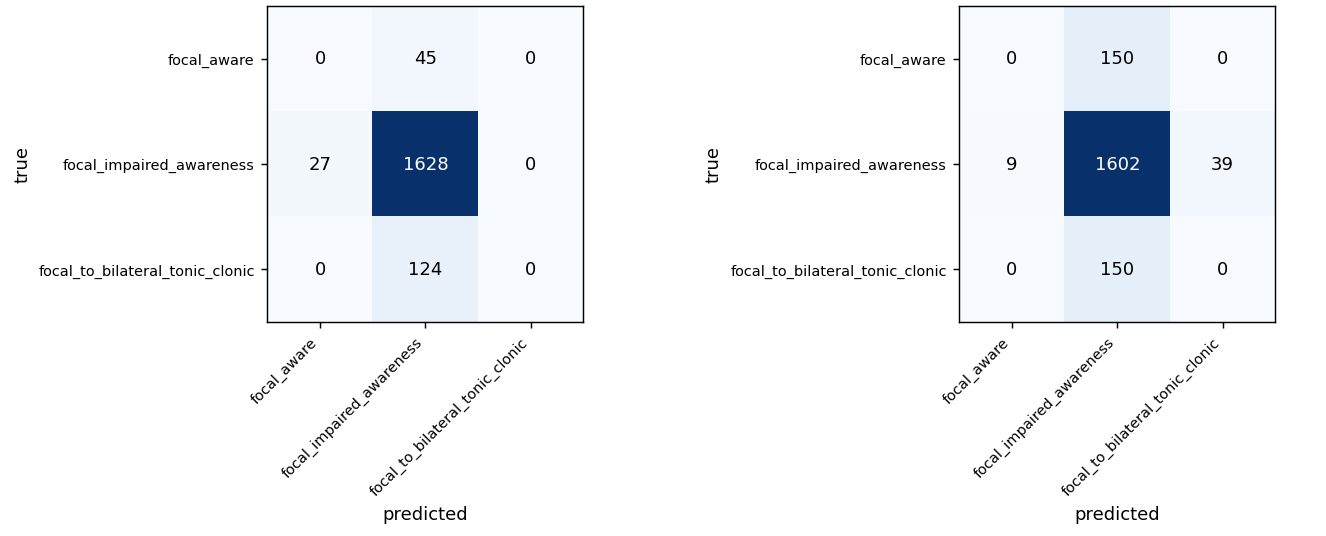 true
focal_aware 0 45 0
focal_impaired_awareness 27 1628 0
focal_to_bilateral_tonic_clonic 0 124 0
focal_aware
focal_impaired_awareness
focal_to_bilateral_tonic_clonic
predicted
true
focal_aware 0 150 0
focal_impaired_awareness 9 1602 39
focal_to_bilateral_tonic_clonic 0 150 0
focal_aware
focal_impaired_awareness
focal_to_bilateral_tonic_clonic
predicted